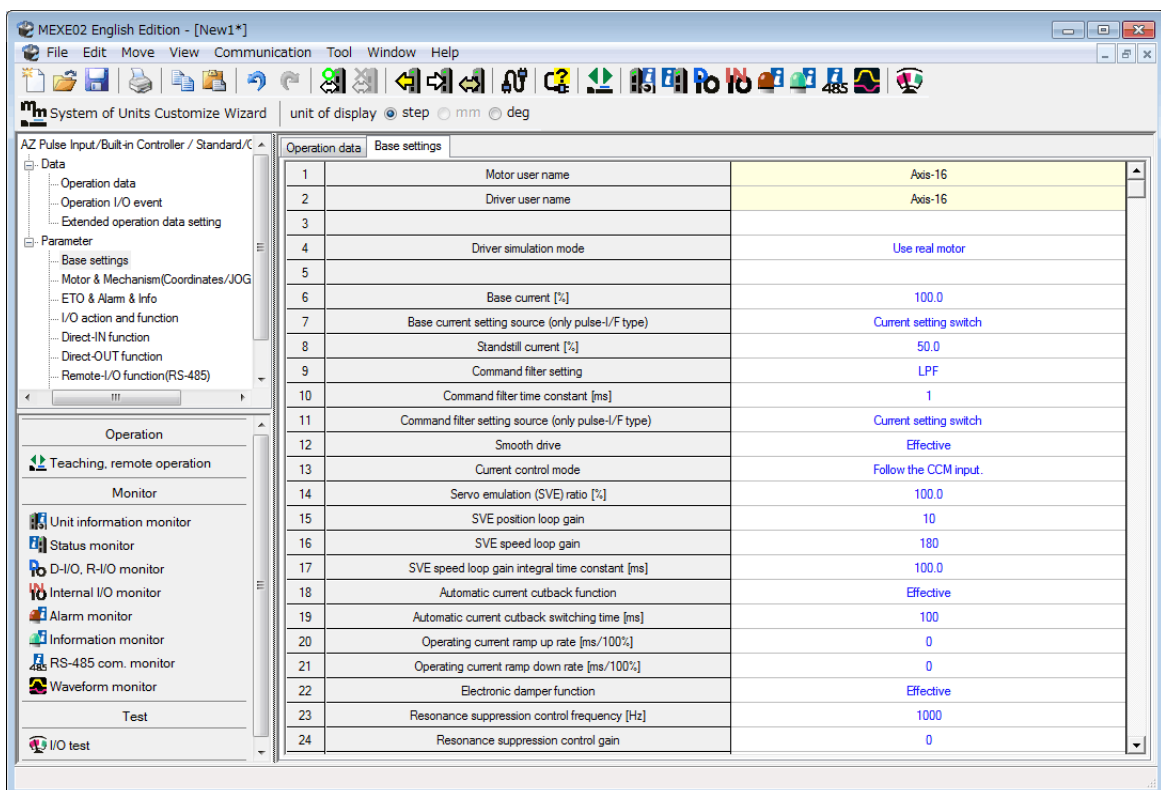 MEXE02 English Edition - [New1*]
File Edit Move View Communication Tool Window Help
485
mm System of Units Customize Wizard unit of display step mm deg
AZ Pulse Input/Built-in Controller / Standard/C
Data
Operation data
Operation I/O event
Extended operation data setting
Parameter
Base settings
Motor & Mechanism(Coordinates/JOG
ETO & Alarm & Info
I/O action and function
Direct-IN function
Direct-OUT function
Remote-I/O function(RS-485)
Operation
Teaching, remote operation
Monitor
Unit information monitor
Status monitor
D-I/O, R-I/O monitor
Internal I/O monitor
Alarm monitor
Information monitor
RS-485 com. monitor
Waveform monitor
Test
I/O test
Operation data Base settings
1 Motor user name Axis-16
2 Driver user name Axis-16
3
4 Driver simulation mode Use real motor
5
6 Base current [%] 100.0
7 Base current setting source (only pulse-I/F type) Current setting switch
8 Standstill current [%] 50.0
9 Command filter setting LPF
10 Command filter time constant [ms] 1
11 Command filter setting source (only pulse-I/F type) Current setting switch
12 Smooth drive Effective
13 Current control mode Follow the CCM input.
14 Servo emulation (SVE) ratio [%] 100.0
15 SVE position loop gain 10
16 SVE speed loop gain 180
17 SVE speed loop gain integral time constant [ms] 100.0
18 Automatic current cutback function Effective
19 Automatic current cutback switching time [ms] 100
20 Operating current ramp up rate [ms/100%] 0
21 Operating current ramp down rate [ms/100%] 0
22 Electronic damper function Effective
23 Resonance suppression control frequency [Hz] 1000
24 Resonance suppression control gain 0